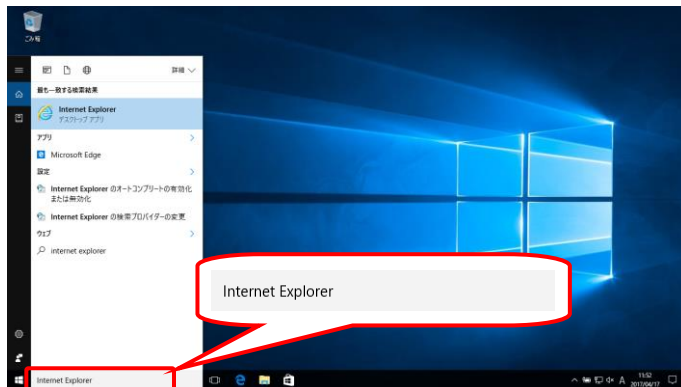 ごみ箱
詳細
最も一致する検索結果
Internet Explorer
デスクトップ アプリ
アプリ
Microsoft Edge
設定
Internet Explorer のオートコンプリートの有効化
または無効化
Internet Explorer の検索プロバイダーの変更
ウェブ
internet explorer
Internet Explorer
Internet Explorer
A
11:52
2017/04/17